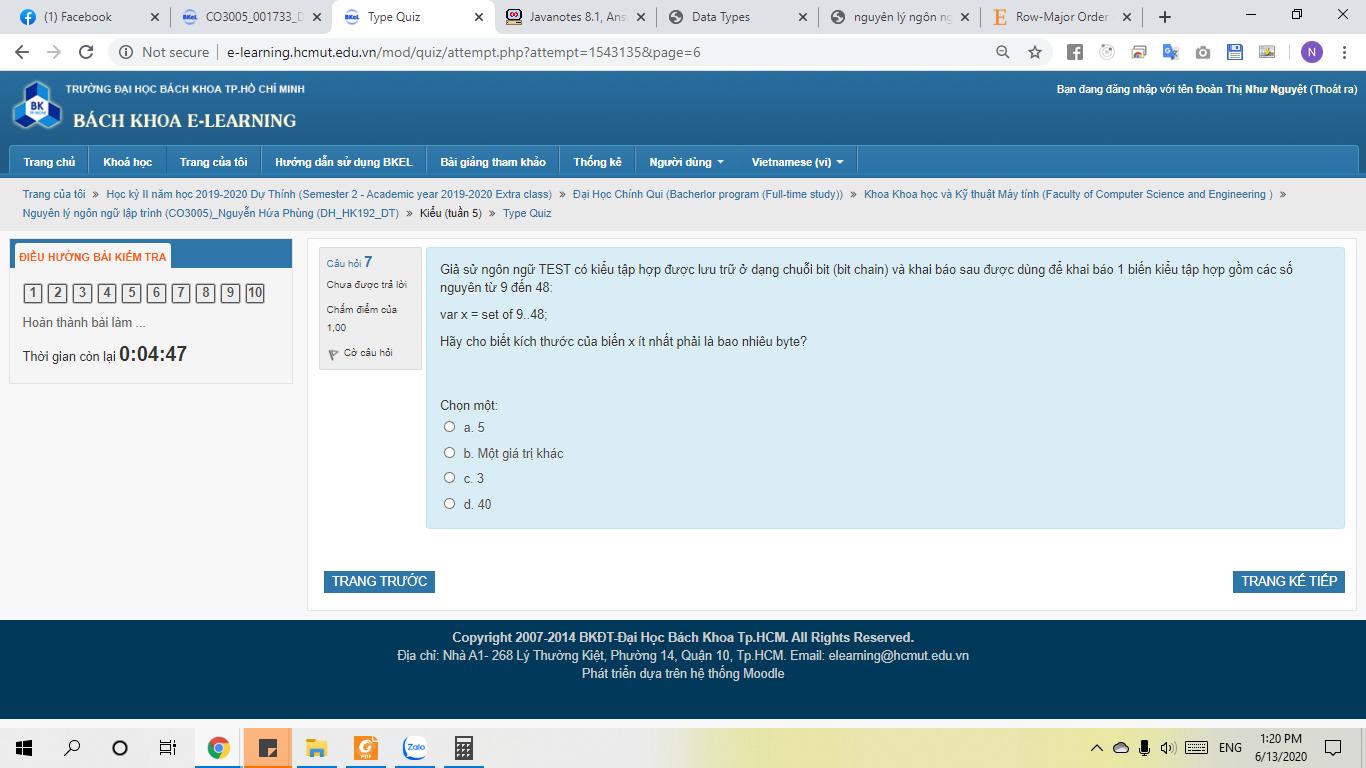 (1) Facebook
CO3005_001733_D
Type Quiz
Javanotes 8.1, Ans
Data Types
nguyên lý ngôn ng
Row-Major Order
Not secure
e-learning.hcmut.edu.vn/mod/quiz/attempt.php?attempt=1543135&page=6
N
BK
TP.HCM
TRƯỜNG ĐẠI HỌC BÁCH KHOA TP.HỒ CHÍ MINH
BÁCH KHOA E-LEARNING
Bạn đang đăng nhập với tên Đoàn Thị Như Nguyệt (Thoát ra)
Trang chủ Khoá học Trang của tôi Hướng dẫn sử dụng BKEL Bài giảng tham khảo Thống kê Người dùng Vietnamese (vi)
Trang của tôi » Học kỳ II năm học 2019-2020 Dự Thính (Semester 2 - Academic year 2019-2020 Extra class) » Đại Học Chính Qui (Bacherlor program (Full-time study)) » Khoa Khoa học và Kỹ thuật Máy tính (Faculty of Computer Science and Engineering ) »
Nguyên lý ngôn ngữ lập trình (CO3005)_Nguyễn Hứa Phùng (DH_HK192_DT) » Kiểu (tuần 5) » Type Quiz
ĐIỀU HƯỚNG BÀI KIỂM TRA
1 2 3 4 5 6 7 8 9 10
Hoàn thành bài làm ...
Thời gian còn lại 0:04:47
Câu hỏi 7
Chưa được trả lời
Chấm điểm của
1,00
Cờ câu hỏi
Giả sử ngôn ngữ TEST có kiểu tập hợp được lưu trữ ở dạng chuỗi bit (bit chain) và khai báo sau được dùng để khai báo 1 biến kiểu tập hợp gồm các số
nguyên từ 9 đến 48:
var x = set of 9..48;
Hãy cho biết kích thước của biến x ít nhất phải là bao nhiêu byte?
Chọn một:
a. 5
b. Một giá trị khác
c. 3
d. 40
TRANG TRƯỚC
TRANG KẾ TIẾP
Copyright 2007-2014 BKĐT-Đại Học Bách Khoa Tp.HCM. All Rights Reserved.
Địa chỉ: Nhà A1- 268 Lý Thường Kiệt, Phường 14, Quận 10, Tp.HCM. Email: elearning@hcmut.edu.vn
Phát triển dựa trên hệ thống Moodle
PDF
Zalo
ENG
1:20 PM
6/13/2020